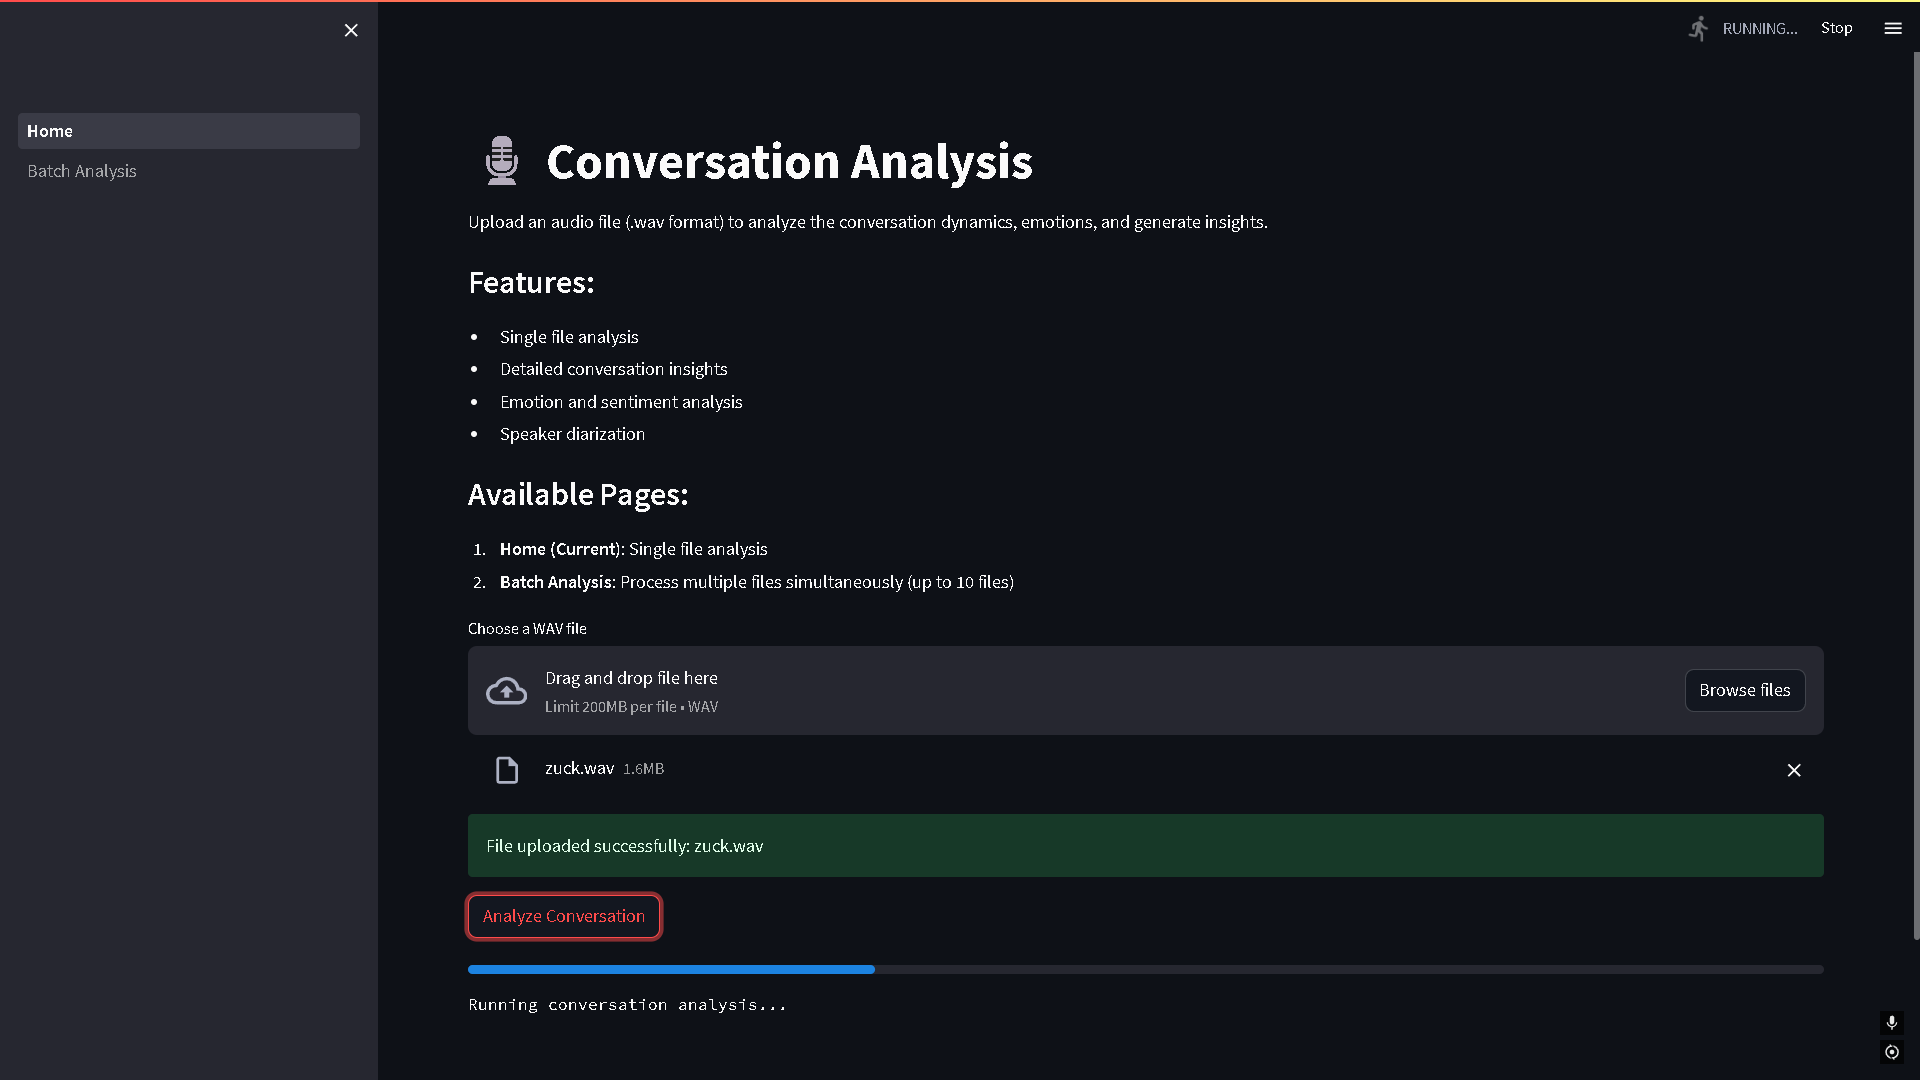 RUNNING...
Stop
Home
Batch Analysis
Conversation Analysis
Upload an audio file (.wav format) to analyze the conversation dynamics, emotions, and generate insights.
Features:
• Single file analysis
• Detailed conversation insights
• Emotion and sentiment analysis
• Speaker diarization
Available Pages:
1. Home (Current): Single file analysis
2. Batch Analysis: Process multiple files simultaneously (up to 10 files)
Choose a WAV file
Drag and drop file here
Limit 200MB per file • WAV
Browse files
zuck.wav 1.6MB
File uploaded successfully: zuck.wav
Analyze Conversation
Running conversation analysis...